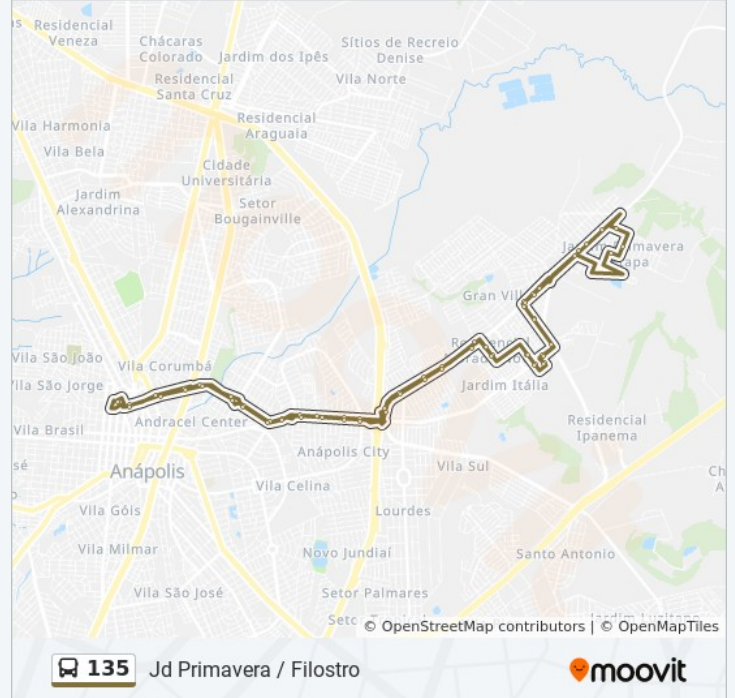 Residencial
Veneza
Chácaras
Colorado
Jardim dos Ipês
Sítios de Recreio
Denise
Vila Norte
Residencial
Santa Cruz
Vila Harmonia
Residencial
Araguaia
Vila Bela
Cidade
Universitária
Jardim
Alexandrina
Setor
Bougainville
Gran
Vila São João
Vila Corumbá
Vila São Jorge
Jardim Itália
Vila Brasil
Andracel Center
Residencial
Ipanema
Anápolis City
Vila Sul
Anápolis
Vila Celina
Vila Góis
Lourdes
Vila Milmar
Novo Jundiaí
Santo Antonio
Vila São José
Setor Palmares
© OpenStreetMap contributors | © OpenMapTiles
135 Jd Primavera / Filostro
moovit